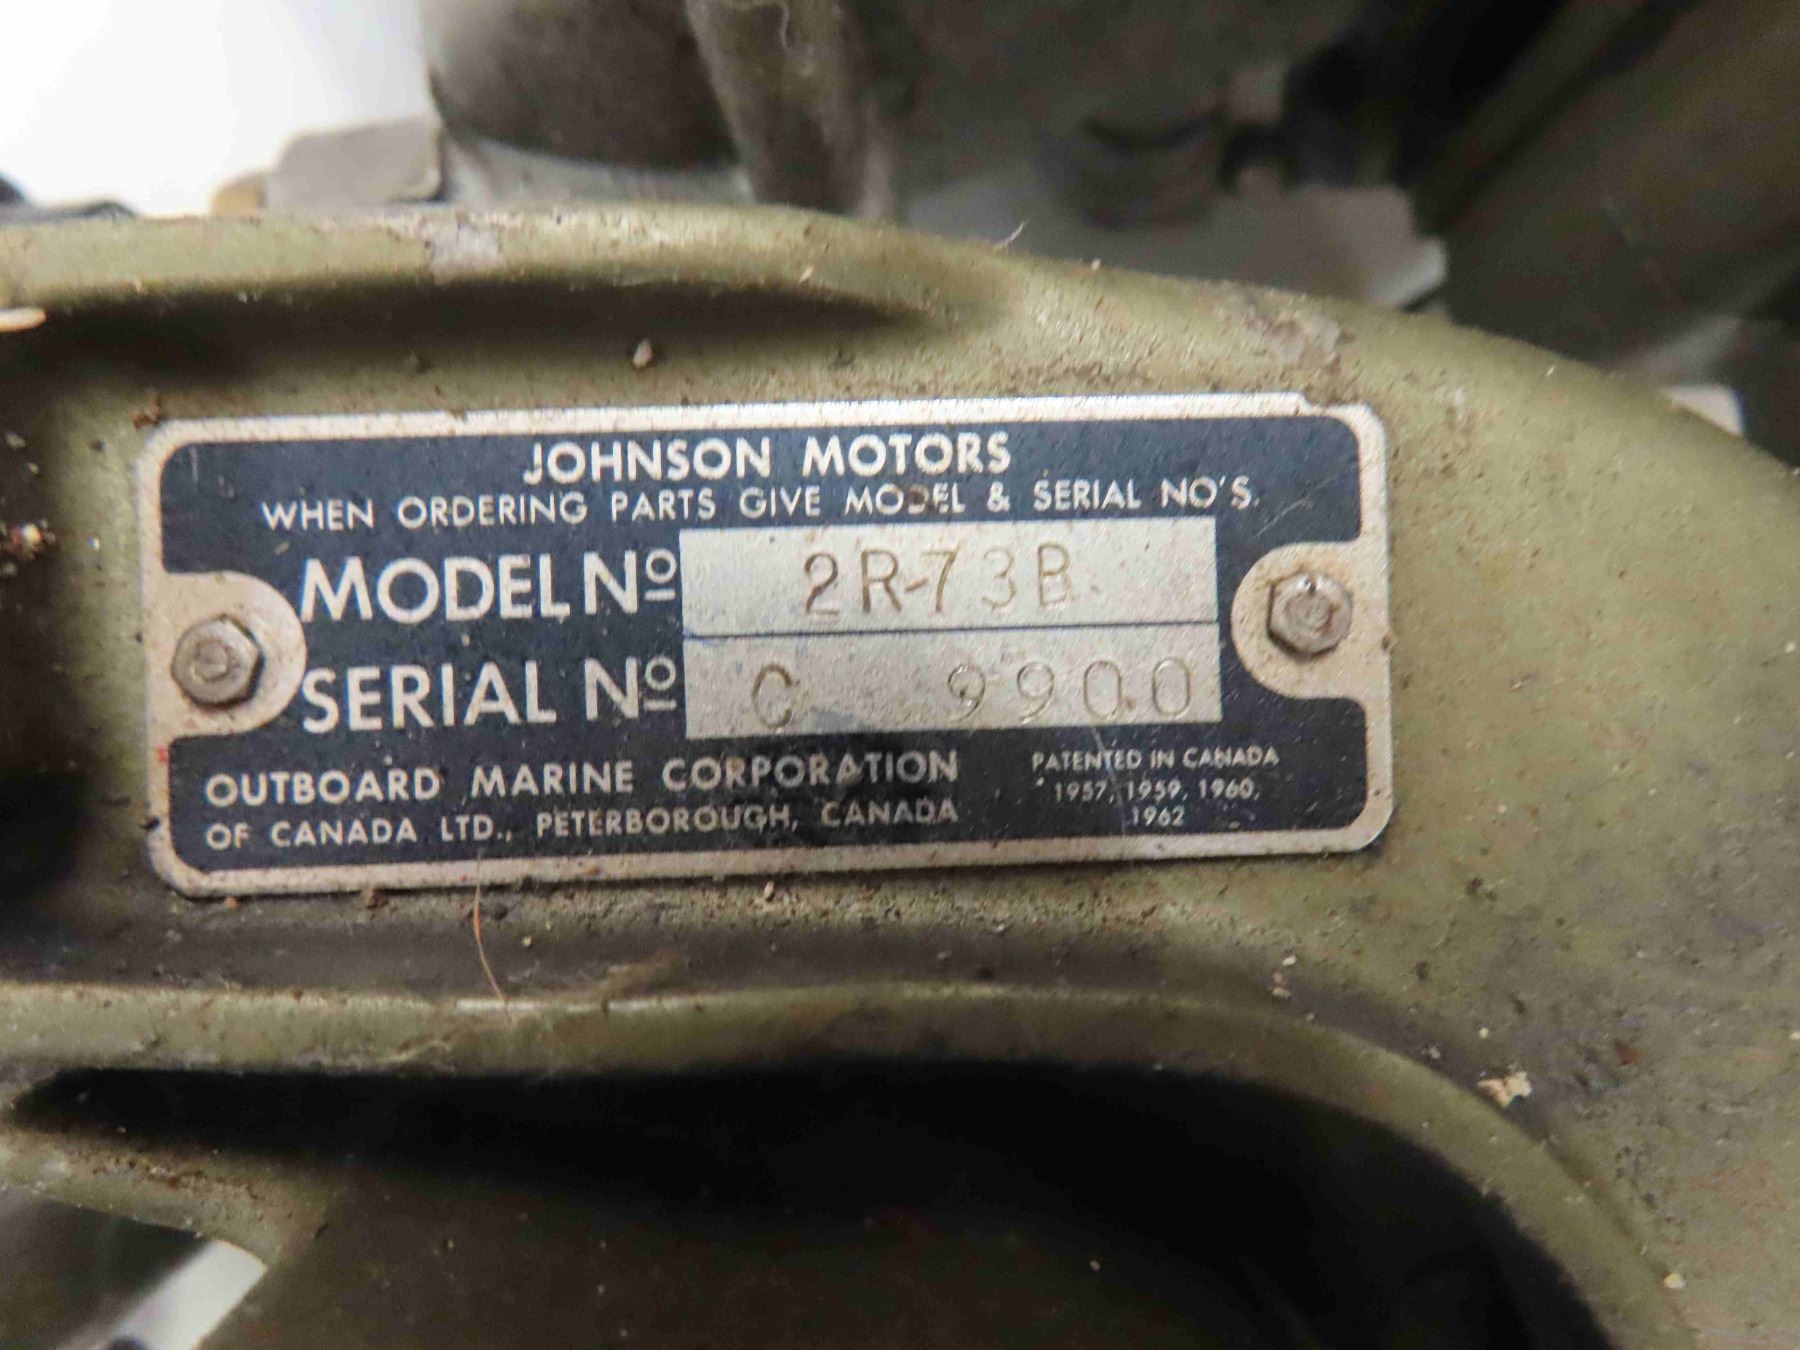 JOHNSON MOTORS
WHEN ORDERING PARTS GIVE MODEL & SERIAL NO'S.
MODEL Nº 2R-73B
SERIAL Nº C 9900
OUTBOARD MARINE CORPORATION
OF CANADA LTD., PETERBOROUGH, CANADA
PATENTED IN CANADA
1957, 1959, 1960,
1962